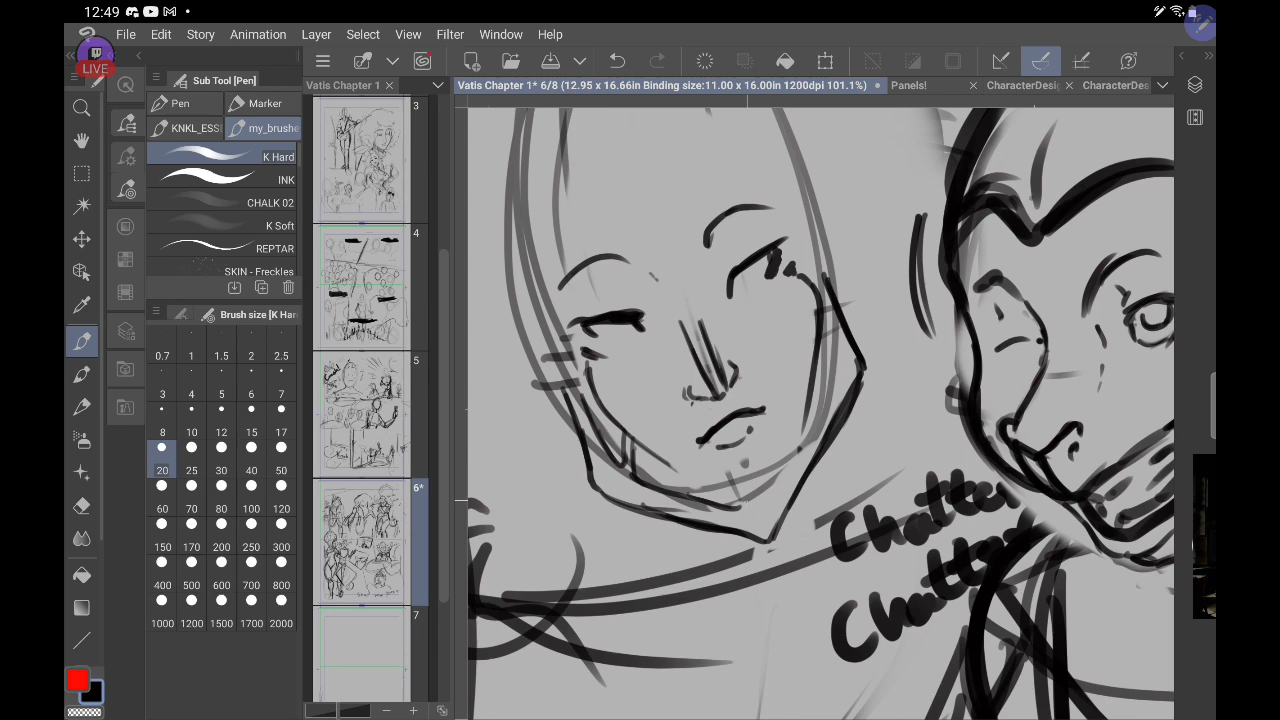 12:49
File Edit Story Animation Layer Select View Filter Window Help
LIVE
Sub Tool [Pen]
Vatis Chapter 1
Vatis Chapter 1* 6/8 (12.95 x 16.66in Binding size:11.00 x 16.00in 1200dpi 101.1%)
Panels!
CharacterDesi
CharacterDes
Pen Marker
KNKL_ESS my_brushe
K Hard
INK
CHALK 02
K Soft
REPTAR
SKIN - Freckles
Brush size [K Har
0.7 1 1.5 2 2.5
3 4 5 6 7
8 10 12 15 17
20 25 30 40 50
60 70 80 100 120
150 170 200 250 300
400 500 600 700 800
1000 1200 1500 1700 2000
3
4
5
6*
7
Chatter
Chatter